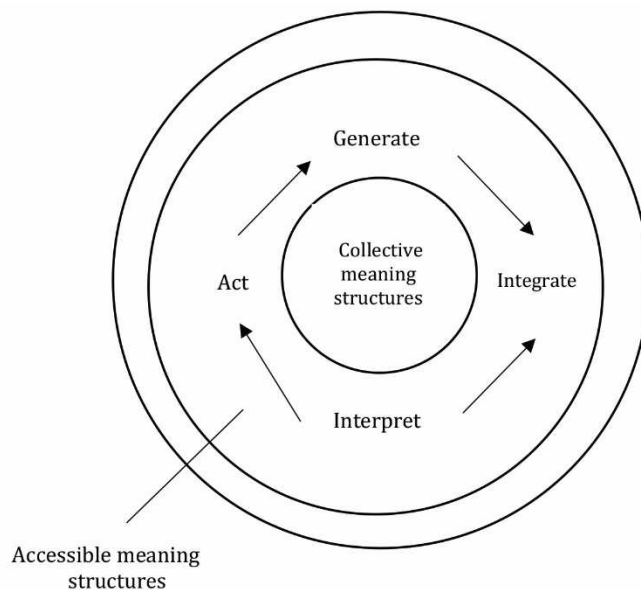 Generate
Collective
meaning
structures
Act
Integrate
Interpret
Accessible meaning
structures